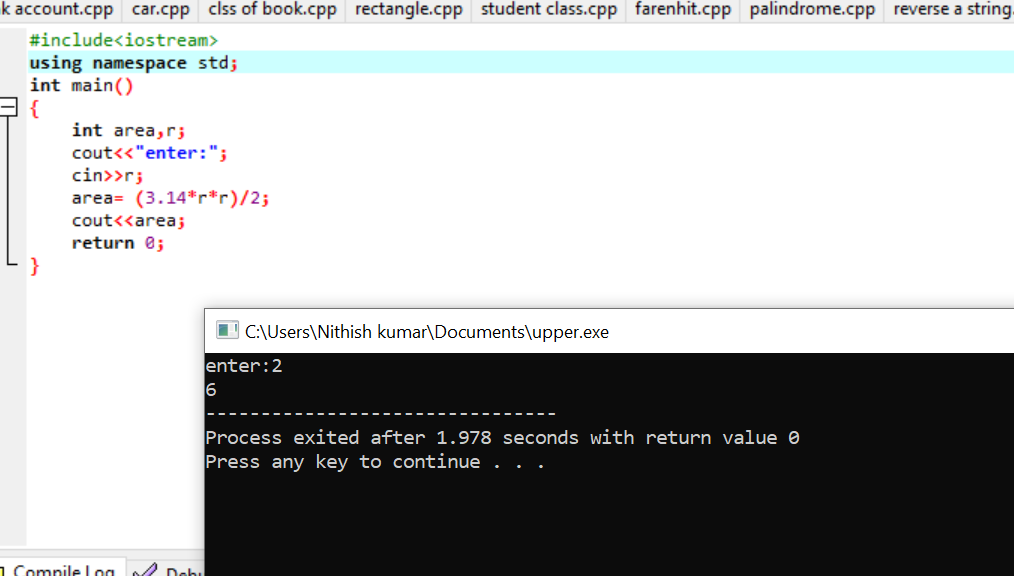 account.cpp car.cpp clss of book.cpp rectangle.cpp student class.cpp farenhit.cpp palindrome.cpp reverse a string.
#include<iostream>
using namespace std;
int main()
{
int area,r;
cout<<"enter:";
cin>>r;
area= (3.14*r*r)/2;
cout<<area;
return 0;
}
C:\Users\Nithish kumar\Documents\upper.exe
enter:2
6
--------------------------------
Process exited after 1.978 seconds with return value 0
Press any key to continue . . .
Compile Log